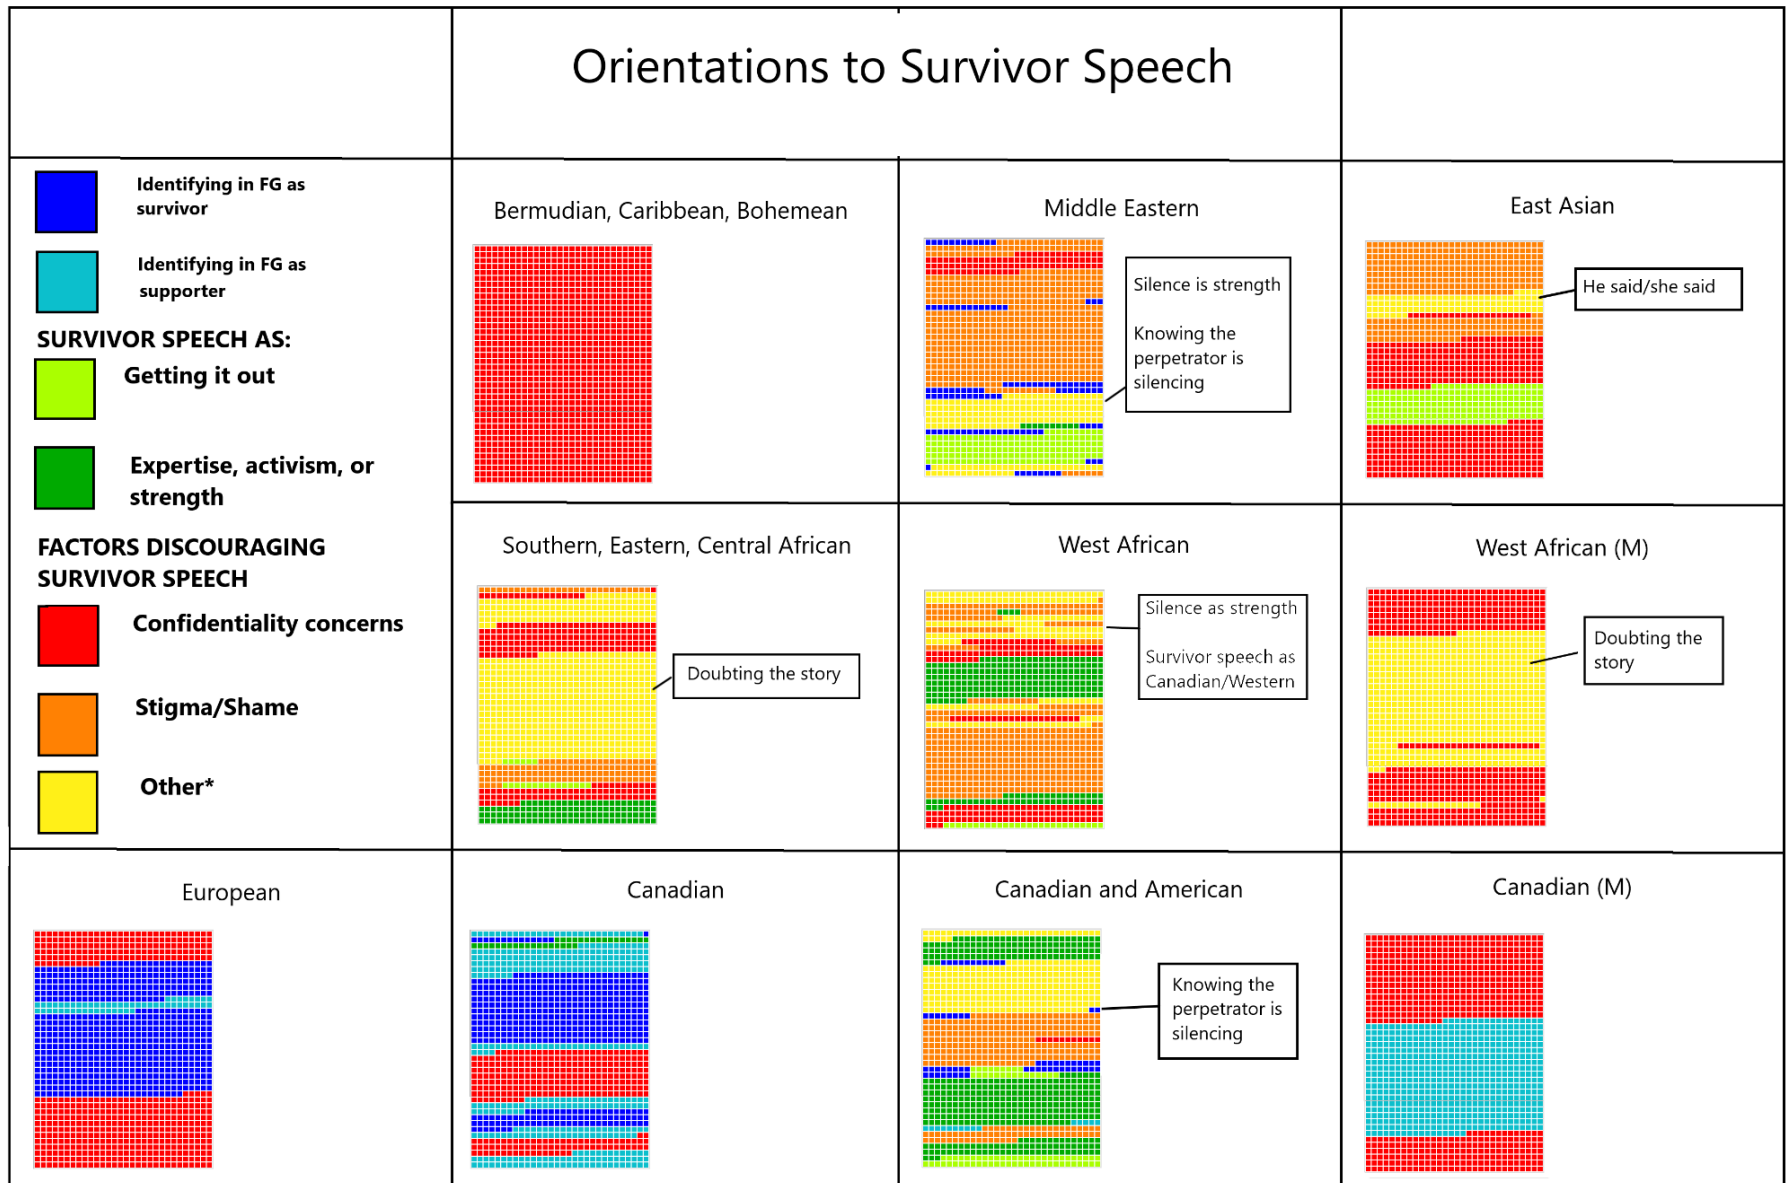 Orientations to Survivor Speech
Identifying in FG as
survivor
Identifying in FG as
supporter
SURVIVOR SPEECH AS:
Getting it out
Expertise, activism, or
strength
FACTORS DISCOURAGING
SURVIVOR SPEECH
Confidentiality concerns
Stigma/Shame
Other*
Bermudian, Caribbean, Bohemean
Middle Eastern
Silence is strength
Knowing the
perpetrator is
silencing
East Asian
He said/she said
Southern, Eastern, Central African
Doubting the story
West African
Silence as strength
Survivor speech as
Canadian/Western
West African (M)
Doubting the
story
European
Canadian
Canadian and American
Knowing the
perpetrator is
silencing
Canadian (M)